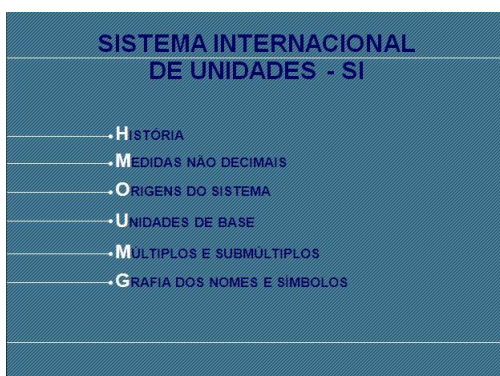 SISTEMA INTERNACIONAL
DE UNIDADES - SI
HISTÓRIA
MEDIDAS NÃO DECIMAIS
ORIGENS DO SISTEMA
UNIDADES DE BASE
MÚLTIPLOS E SUBMÚLTIPLOS
GRAFIA DOS NOMES E SÍMBOLOS